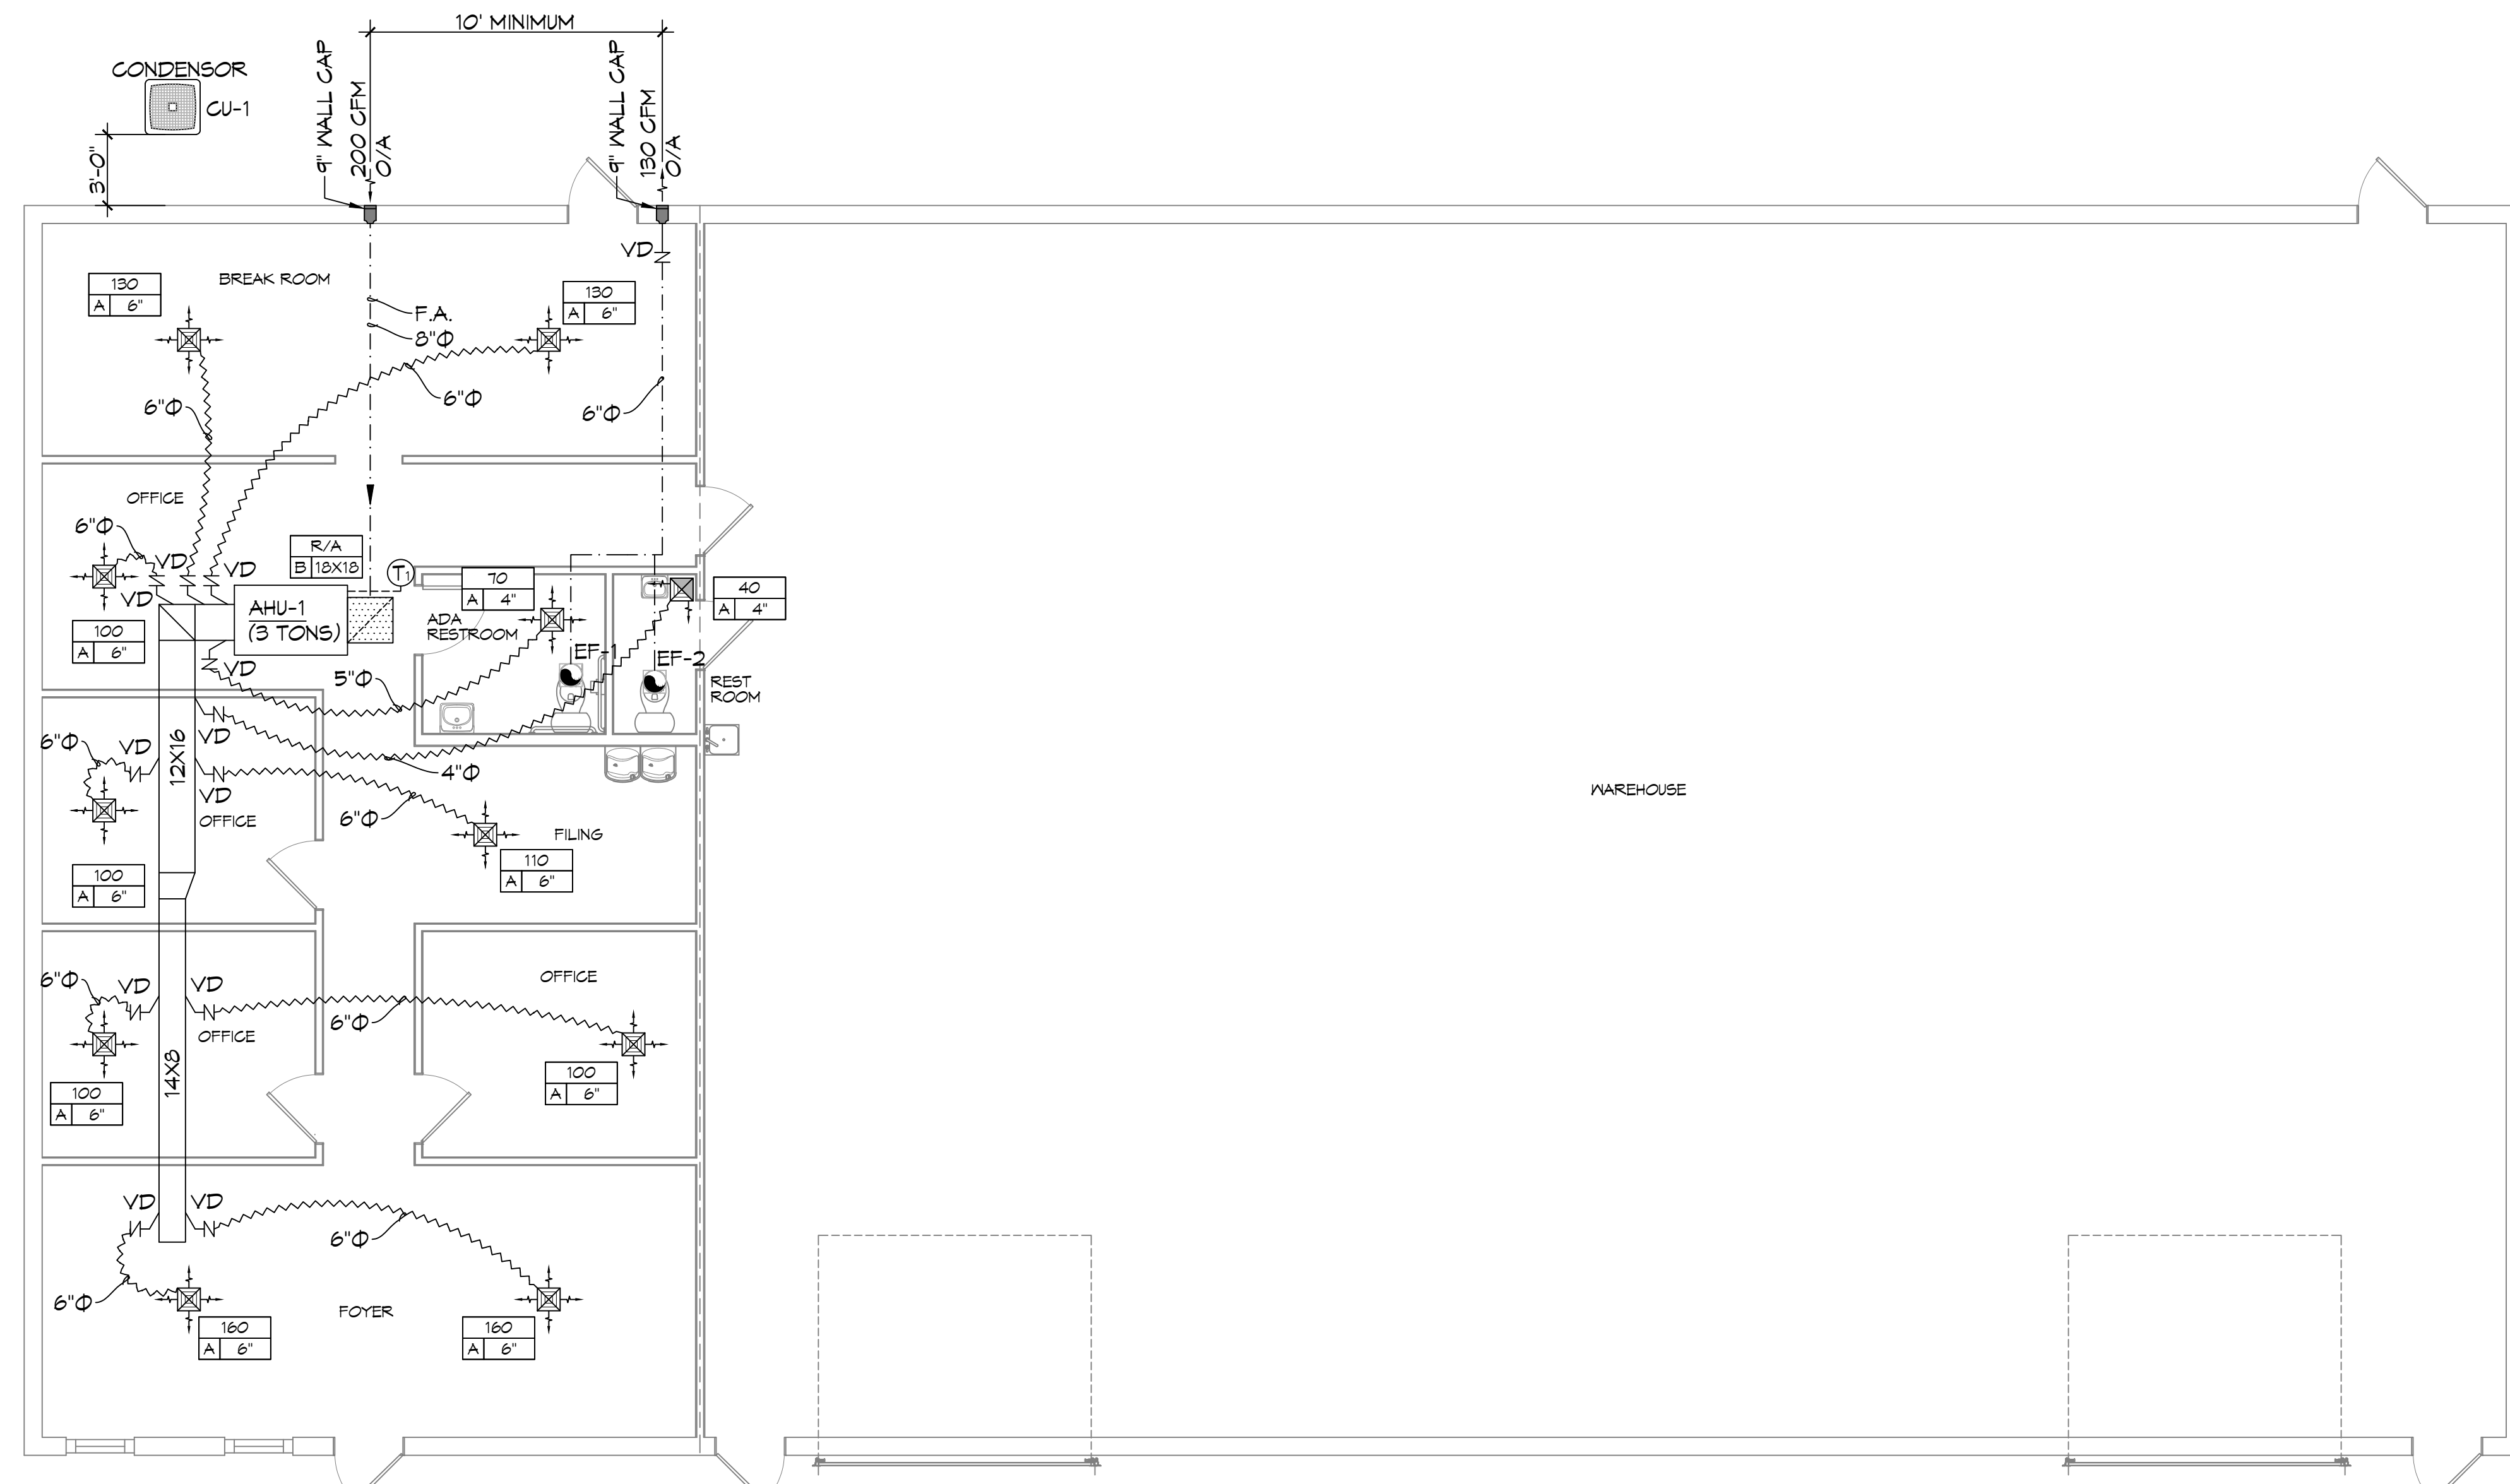 10' MINIMUM
CONDENSOR
CU-1
3'-0"
9" WALL CAP
200 CFM
O/A
9" WALL CAP
130 CFM
O/A
VD
130
A 6"
BREAK ROOM
130
A 6"
F.A.
8"Φ
6"Φ
6"Φ
6"Φ
OFFICE
6"Φ
VD
VD
VD
R/A
B 18X18
T1
AHU-1
(3 TONS)
100
A 6"
VD
70
A 4"
ADA
RESTROOM
40
A 4"
EF-1
EF-2
REST
ROOM
5"Φ
6"Φ
VD
VD
12X16
VD
4"Φ
6"Φ
OFFICE
FILING
110
A 6"
100
A 6"
WAREHOUSE
6"Φ
VD
VD
OFFICE
6"Φ
OFFICE
14X8
100
A 6"
100
A 6"
VD
VD
6"Φ
6"Φ
FOYER
160
A 6"
160
A 6"